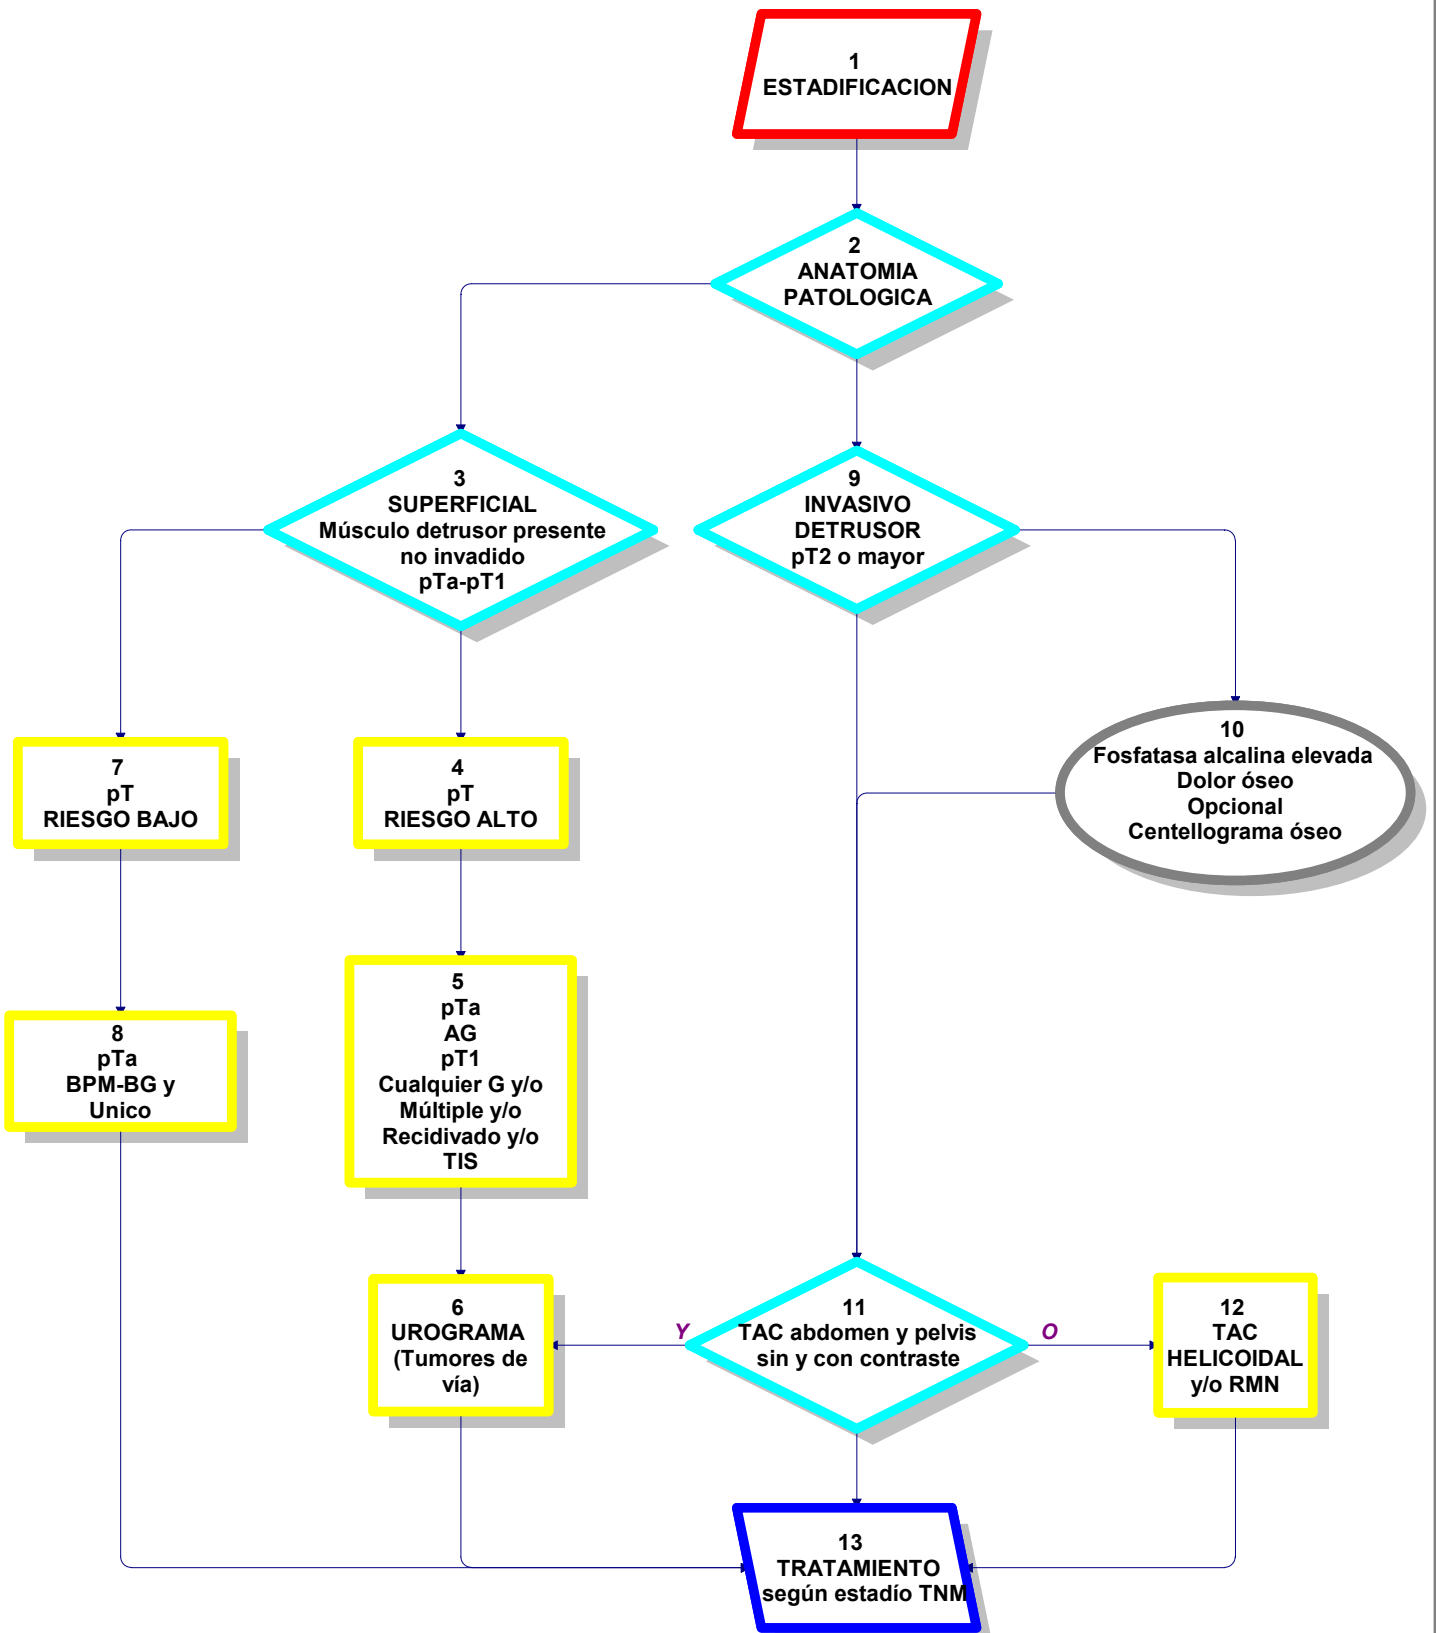 1
ESTADIFICACION
2
ANATOMIA
PATOLOGICA
3
SUPERFICIAL
Músculo detrusor presente
no invadido
pTa-pT1
9
INVASIVO
DETRUSOR
pT2 o mayor
10
Fosfatasa alcalina elevada
Dolor óseo
Opcional
Centellograma óseo
7
pT
RIESGO BAJO
4
pT
RIESGO ALTO
8
pTa
BPM-BG y
Unico
5
pTa
AG
pT1
Cualquier G y/o
Múltiple y/o
Recidivado y/o
TIS
6
UROGRAMA
(Tumores de
vía)
Y
11
TAC abdomen y pelvis
sin y con contraste
O
12
TAC
HELICOIDAL
y/o RMN
13
TRATAMIENTO
según estadío TNM